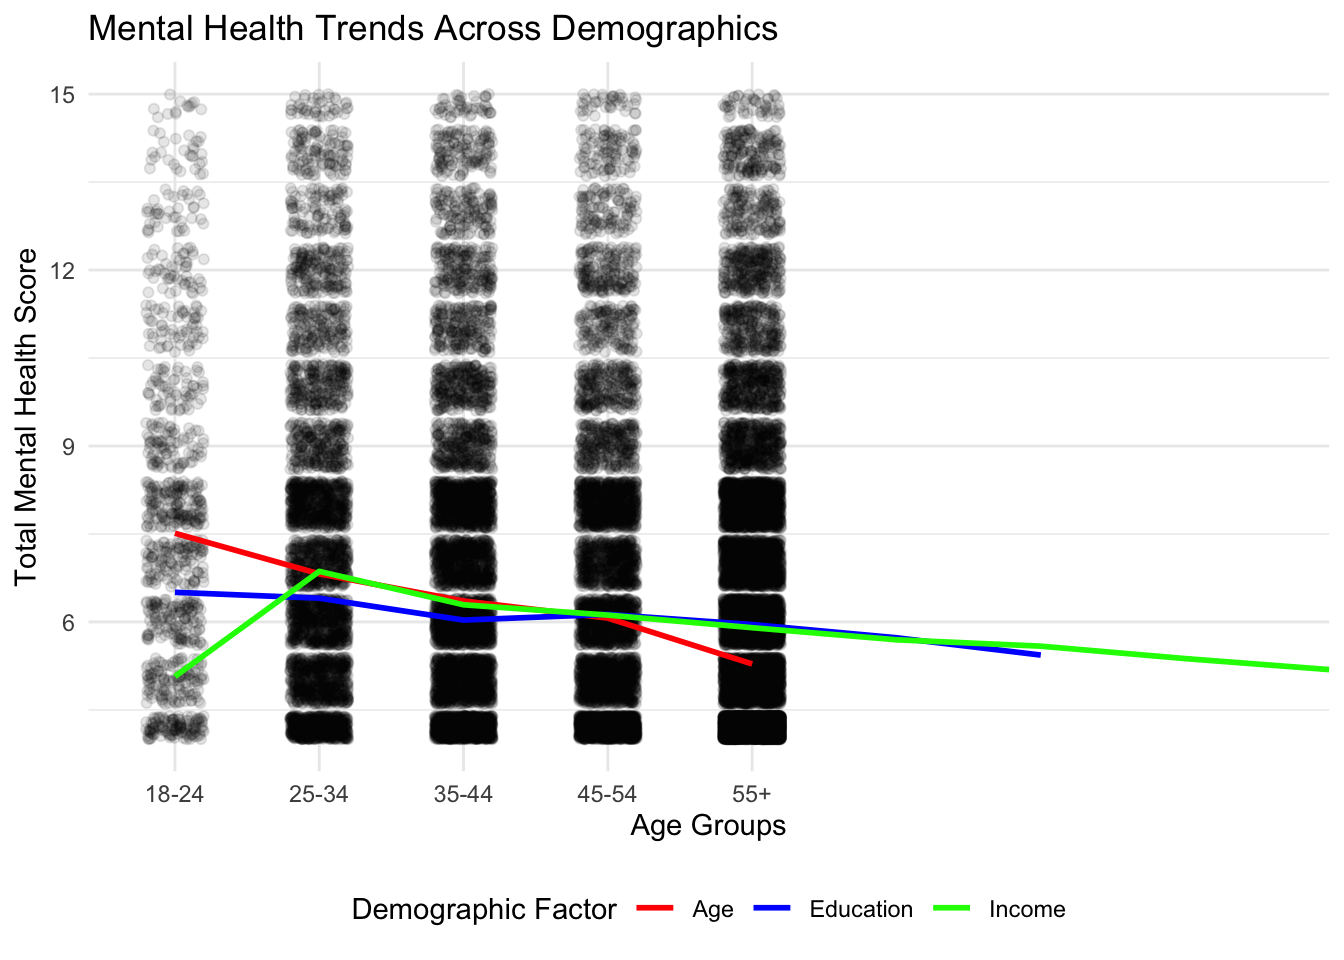 Mental Health Trends Across Demographics
Total Mental Health Score
15
12
9
6
18-24 25-34 35-44 45-54 55+
Age Groups
Demographic Factor Age Education Income